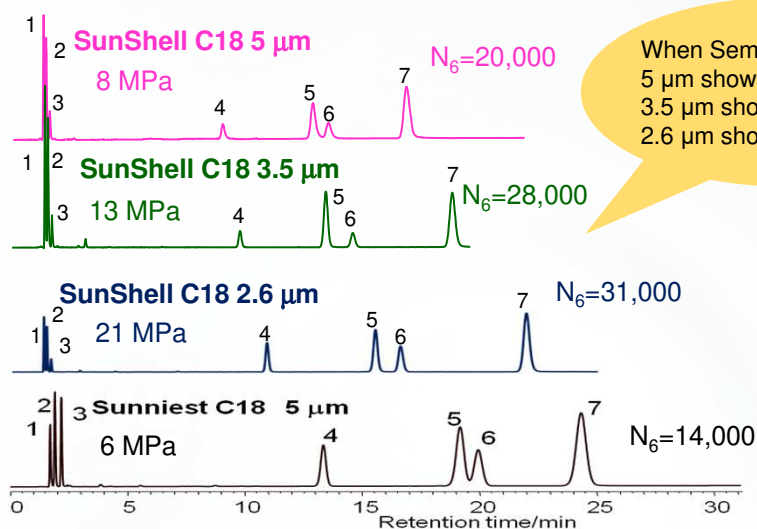 SunShell C18 5 µm
8 MPa
N6=20,000
1
2
3
4
5
6
7
When Sem
5 µm show
3.5 µm sho
2.6 µm sho
SunShell C18 3.5 µm
13 MPa
N6=28,000
1
2
3
4
5
6
7
SunShell C18 2.6 µm
21 MPa
N6=31,000
1
2
3
4
5
6
7
Sunniest C18 5 µm
6 MPa
N6=14,000
1
2
3
4
5
6
7
0 5 10 15 20 25 30
Retention time/min